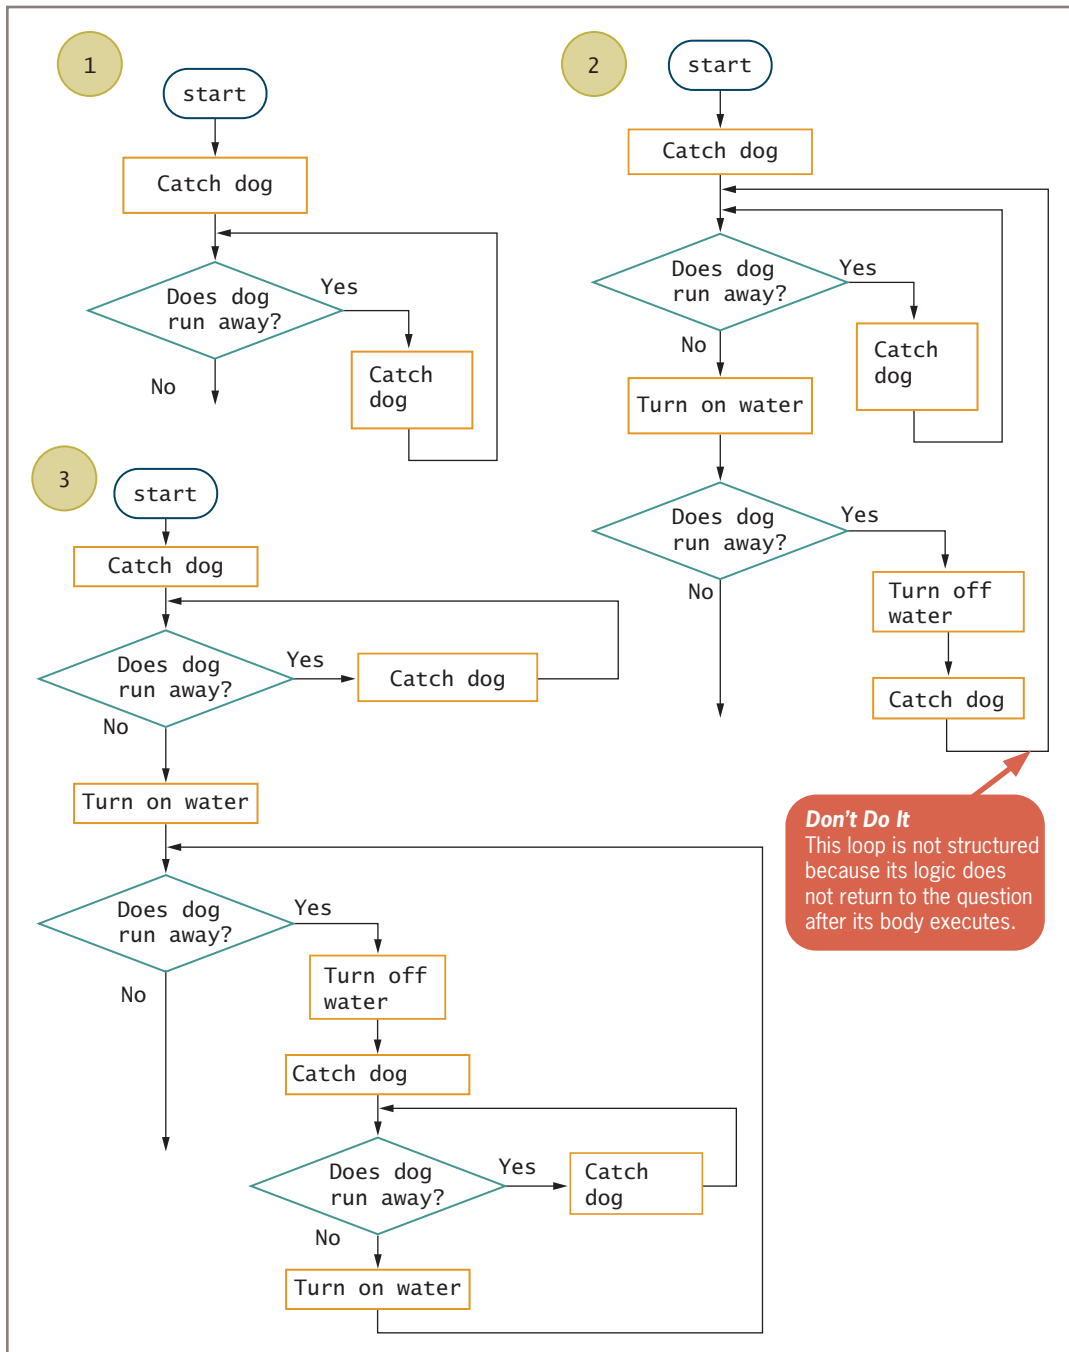 1
start
Catch dog
Does dog
run away?
Yes
Catch
dog
No
2
start
Catch dog
Does dog
run away?
Yes
Catch
dog
No
Turn on water
Does dog
run away?
Yes
No
Turn off
water
Catch dog
Don't Do It
This loop is not structured
because its logic does
not return to the question
after its body executes.
3
start
Catch dog
Does dog
run away?
Yes
Catch dog
No
Turn on water
Does dog
run away?
Yes
No
Turn off
water
Catch dog
Does dog
run away?
Yes
Catch
dog
No
Turn on water